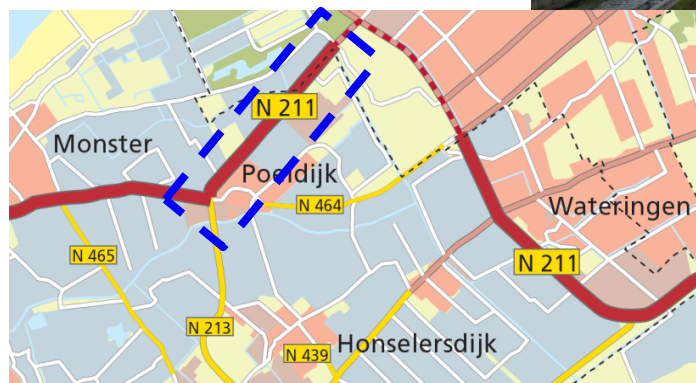 N 211
Monster
Poeldijk
N 464
Wateringen
N 465
N 211
N 213
Honselersdijk
N 439